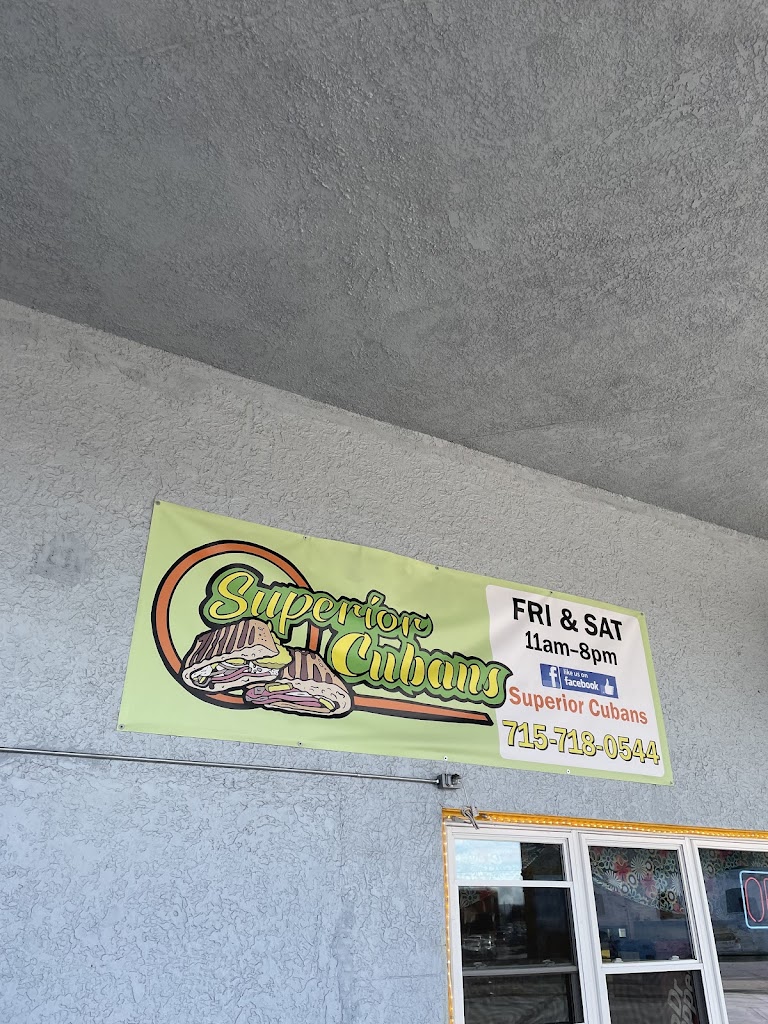 Superior
Cubans
FRI & SAT
11am–8pm
f like us on
facebook
Superior Cubans
715-718-0544